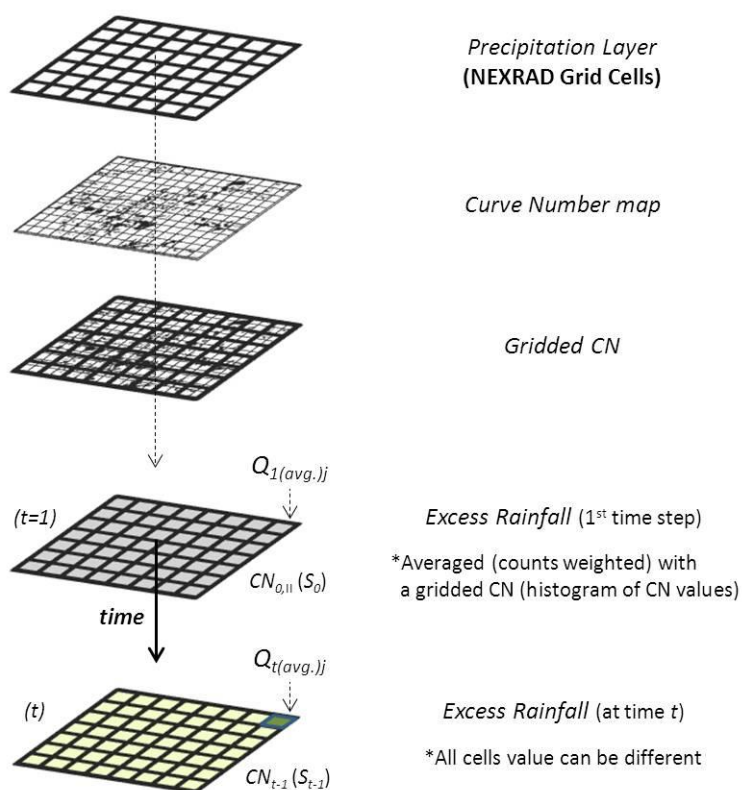 Precipitation Layer
(NEXRAD Grid Cells)
Curve Number map
Gridded CN
Q1(avg.)j
(t=1)
Excess Rainfall (1st time step)
*Averaged (counts weighted) with
a gridded CN (histogram of CN values)
CN0,II (S0)
time
Qt(avg.)j
(t)
Excess Rainfall (at time t)
*All cells value can be different
CNt-1 (St-1)